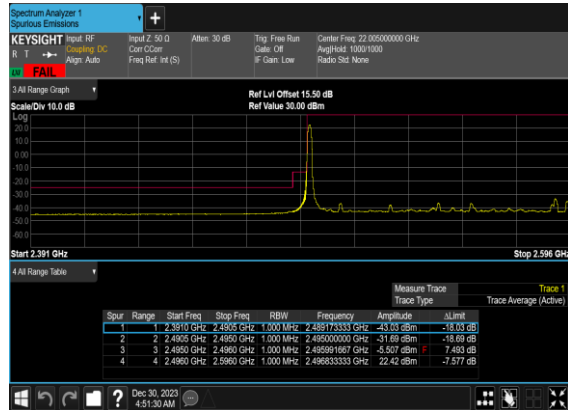 Spectrum Analyzer 1
Spurious Emissions
KEYSIGHT Input: RF Input Z: 50 Ω Atten: 30 dB Trig: Free Run Center Freq: 22.005000000 GHz
R T Coupling: DC Corr CCorr Gate: Off Avg|Hold: 1000/1000
Align: Auto Freq Ref: Int (S) IF Gain: Low Radio Std: None
LV FAIL
3.All Range Graph
Ref Lvl Offset 15.50 dB
Scale/Div 10.0 dB Ref Value 30.00 dBm
Log
20.0
10.0
0.00
-10.0
-20.0
-30.0
-40.0
-50.0
-60.0
Start 2.391 GHz Stop 2.596 GHz
4.All Range Table
Measure Trace Trace 1
Trace Type Trace Average (Active)
Spur Range Start Freq Stop Freq RBW Frequency Amplitude ΔLimit
1 1 2.3910 GHz 2.4905 GHz 1.000 MHz 2.489173333 GHz -43.03 dBm -18.03 dB
2 2 2.4905 GHz 2.4950 GHz 1.000 MHz 2.495000000 GHz -31.69 dBm -18.69 dB
3 3 2.4950 GHz 2.4960 GHz 1.000 MHz 2.495991667 GHz -5.507 dBm F 7.493 dB
4 4 2.4960 GHz 2.5960 GHz 1.000 MHz 2.496833333 GHz 22.42 dBm -7.577 dB
? Dec 30, 2023
4:51:30 AM